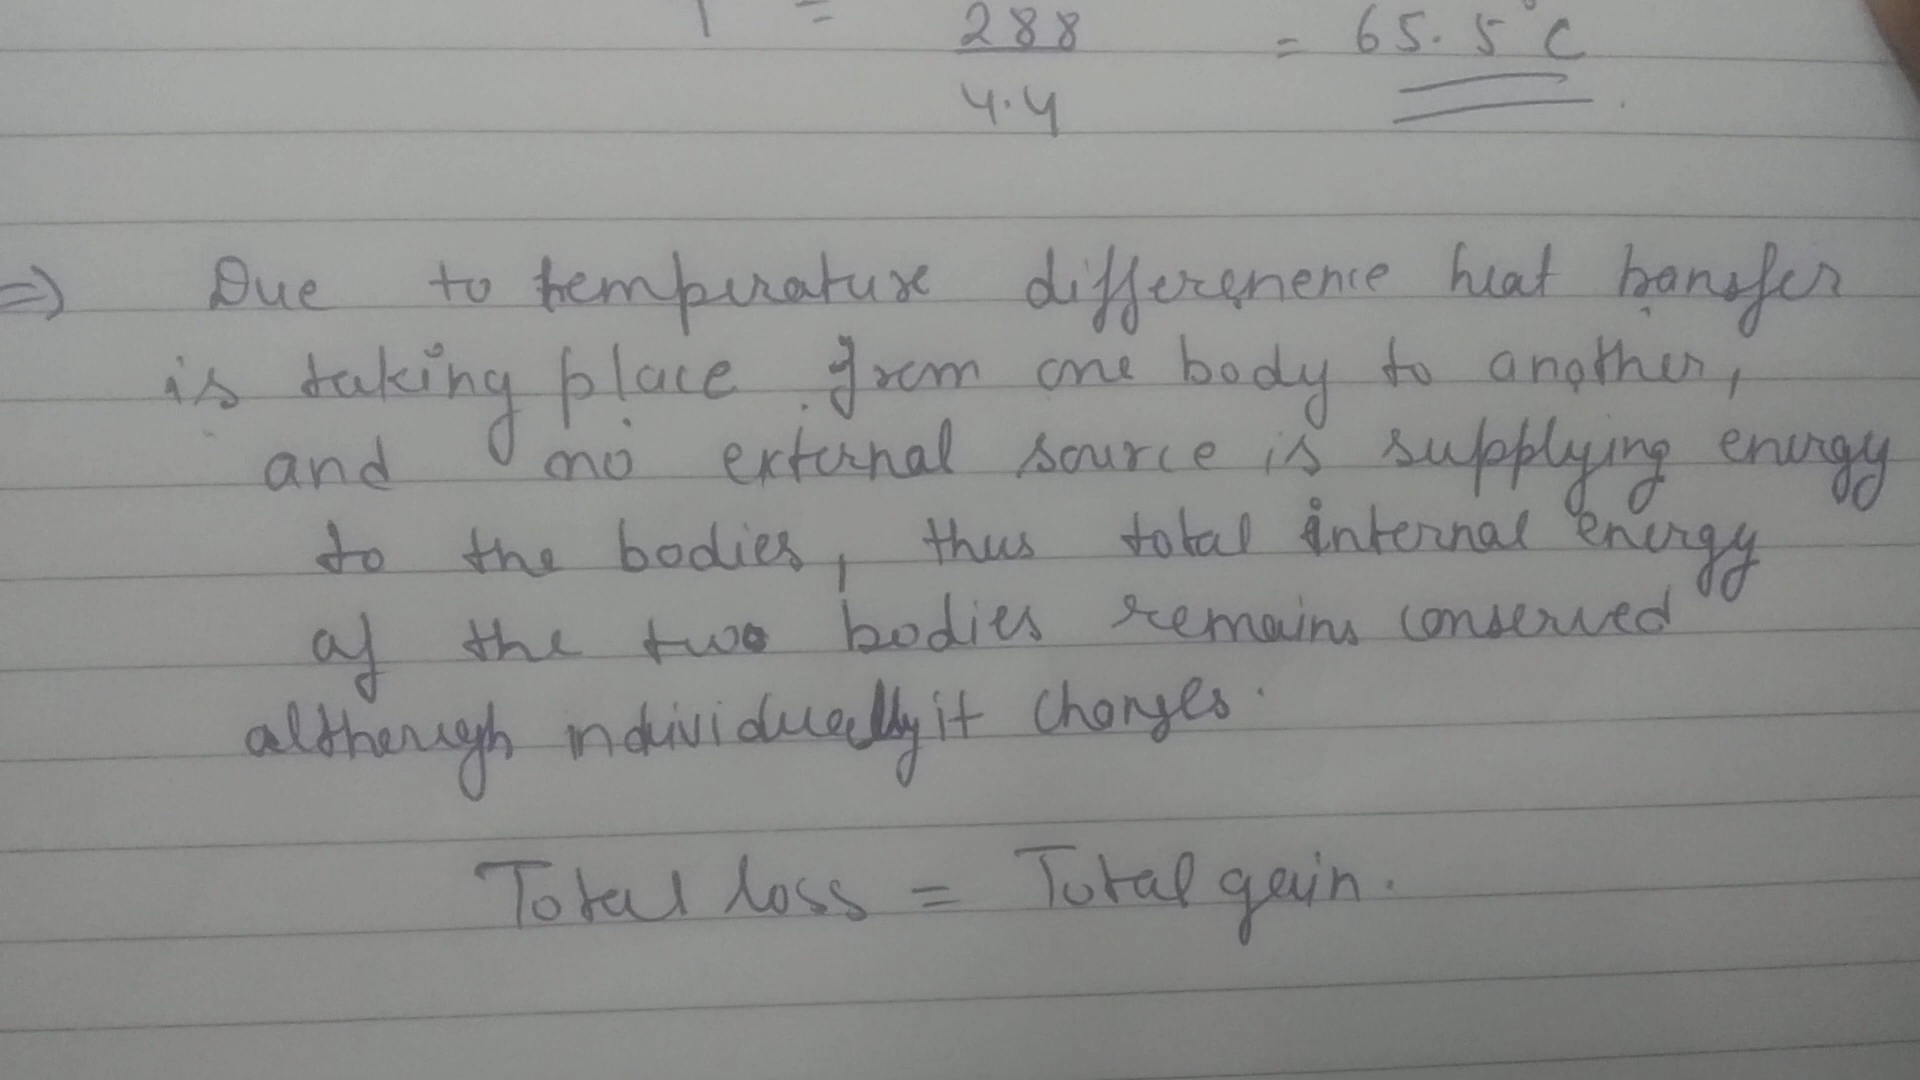 T = 288 / 4.4 = 65.5°C
=> Due to temperature differenence heat transfer
is taking place from one body to another,
and no external source is supplying energy
to the bodies, thus total internal energy
of the two bodies remains conserved
although individually it changes.
Total loss = Total gain.